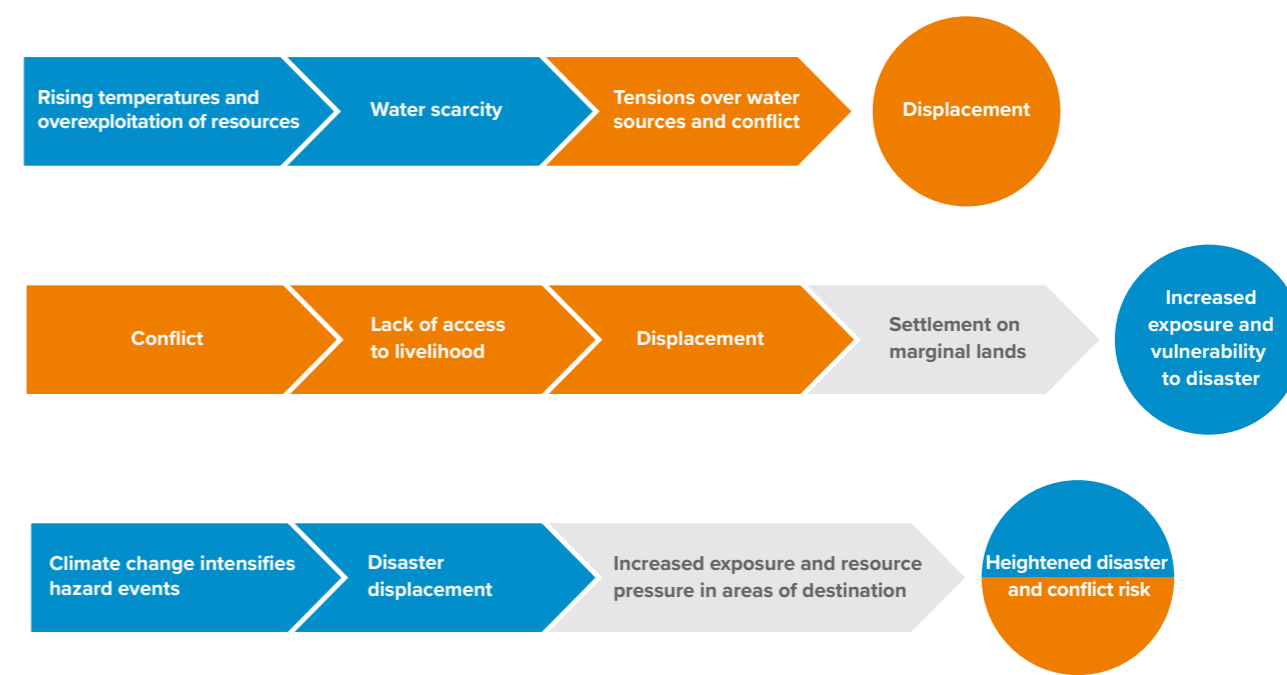 Rising temperatures and
overexploitation of resources
Water scarcity
Tensions over water
sources and conflict
Displacement
Conflict
Lack of access
to livelihood
Displacement
Settlement on
marginal lands
Increased
exposure and
vulnerability
to disaster
Climate change intensifies
hazard events
Disaster
displacement
Increased exposure and resource
pressure in areas of destination
Heightened disaster
and conflict risk